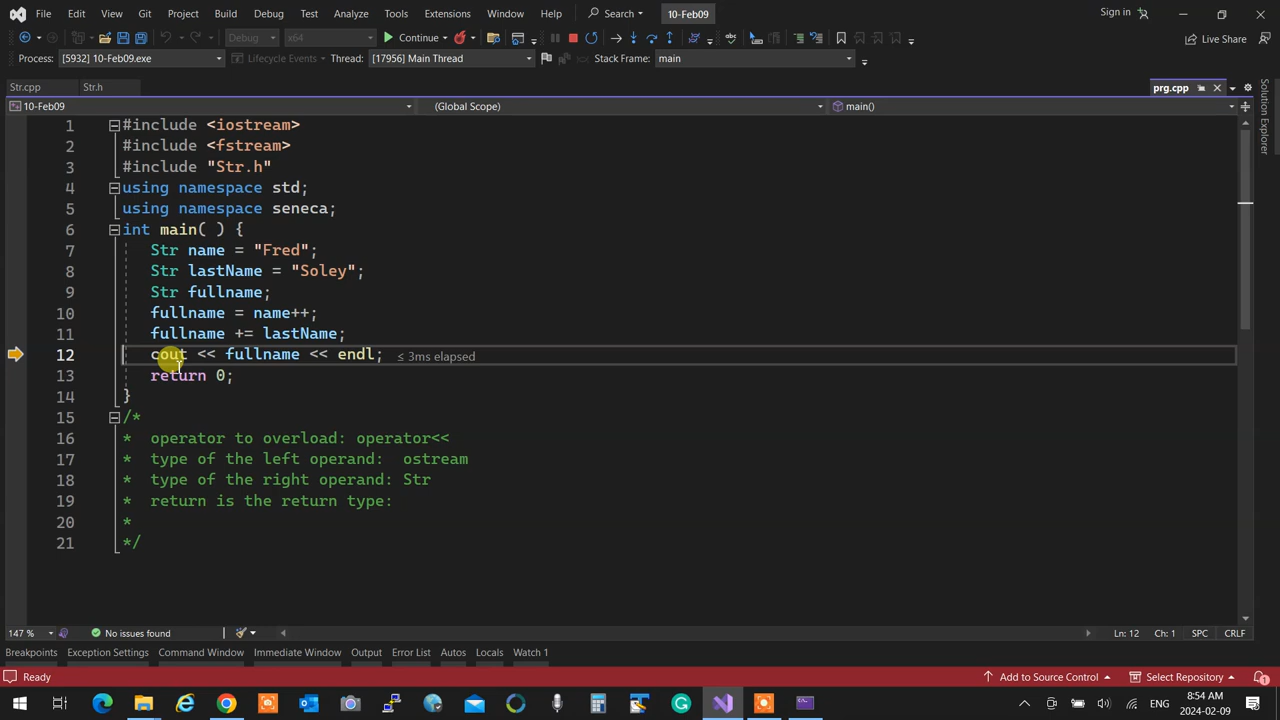 File Edit View Git Project Build Debug Test Analyze Tools Extensions Window Help Search 10-Feb09 Sign in
Debug x64 Continue Live Share
Process: [5932] 10-Feb09.exe Lifecycle Events Thread: [17956] Main Thread Stack Frame: main
Str.cpp Str.h prg.cpp
10-Feb09 (Global Scope) main()
Solution Explorer
1 #include <iostream>
2 #include <fstream>
3 #include "Str.h"
4 using namespace std;
5 using namespace seneca;
6 int main( ) {
7 Str name = "Fred";
8 Str lastName = "Soley";
9 Str fullname;
10 fullname = name++;
11 fullname += lastName;
12 cout << fullname << endl; ≤ 3ms elapsed
13 return 0;
14 }
15 /*
16 * operator to overload: operator<<
17 * type of the left operand: ostream
18 * type of the right operand: Str
19 * return is the return type:
20 *
21 */
147 % No issues found Ln: 12 Ch: 1 SPC CRLF
Breakpoints Exception Settings Command Window Immediate Window Output Error List Autos Locals Watch 1
Ready Add to Source Control Select Repository 1
ENG 8:54 AM 2024-02-09